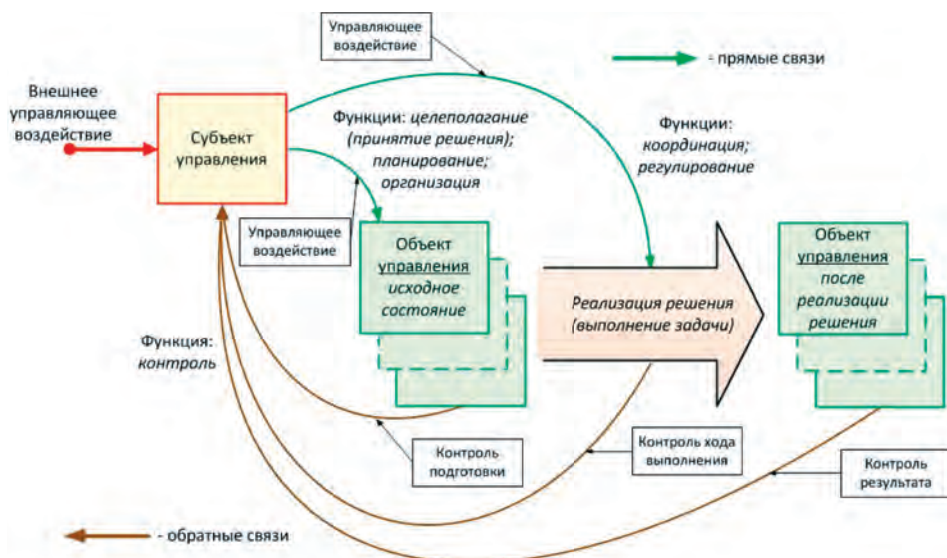 Управляющее
воздействие
- прямые связи
Внешнее
управляющее
воздействие
Субъект
управления
Функции: целеполагание
(принятие решения);
планирование;
организация
Функции:
координация;
регулирование
Управляющее
воздействие
Объект
управления
исходное
состояние
Реализация решения
(выполнение задачи)
Объект
управления
после
реализации
решения
Функция:
контроль
Контроль
подготовки
Контроль хода
выполнения
Контроль
результата
- обратные связи